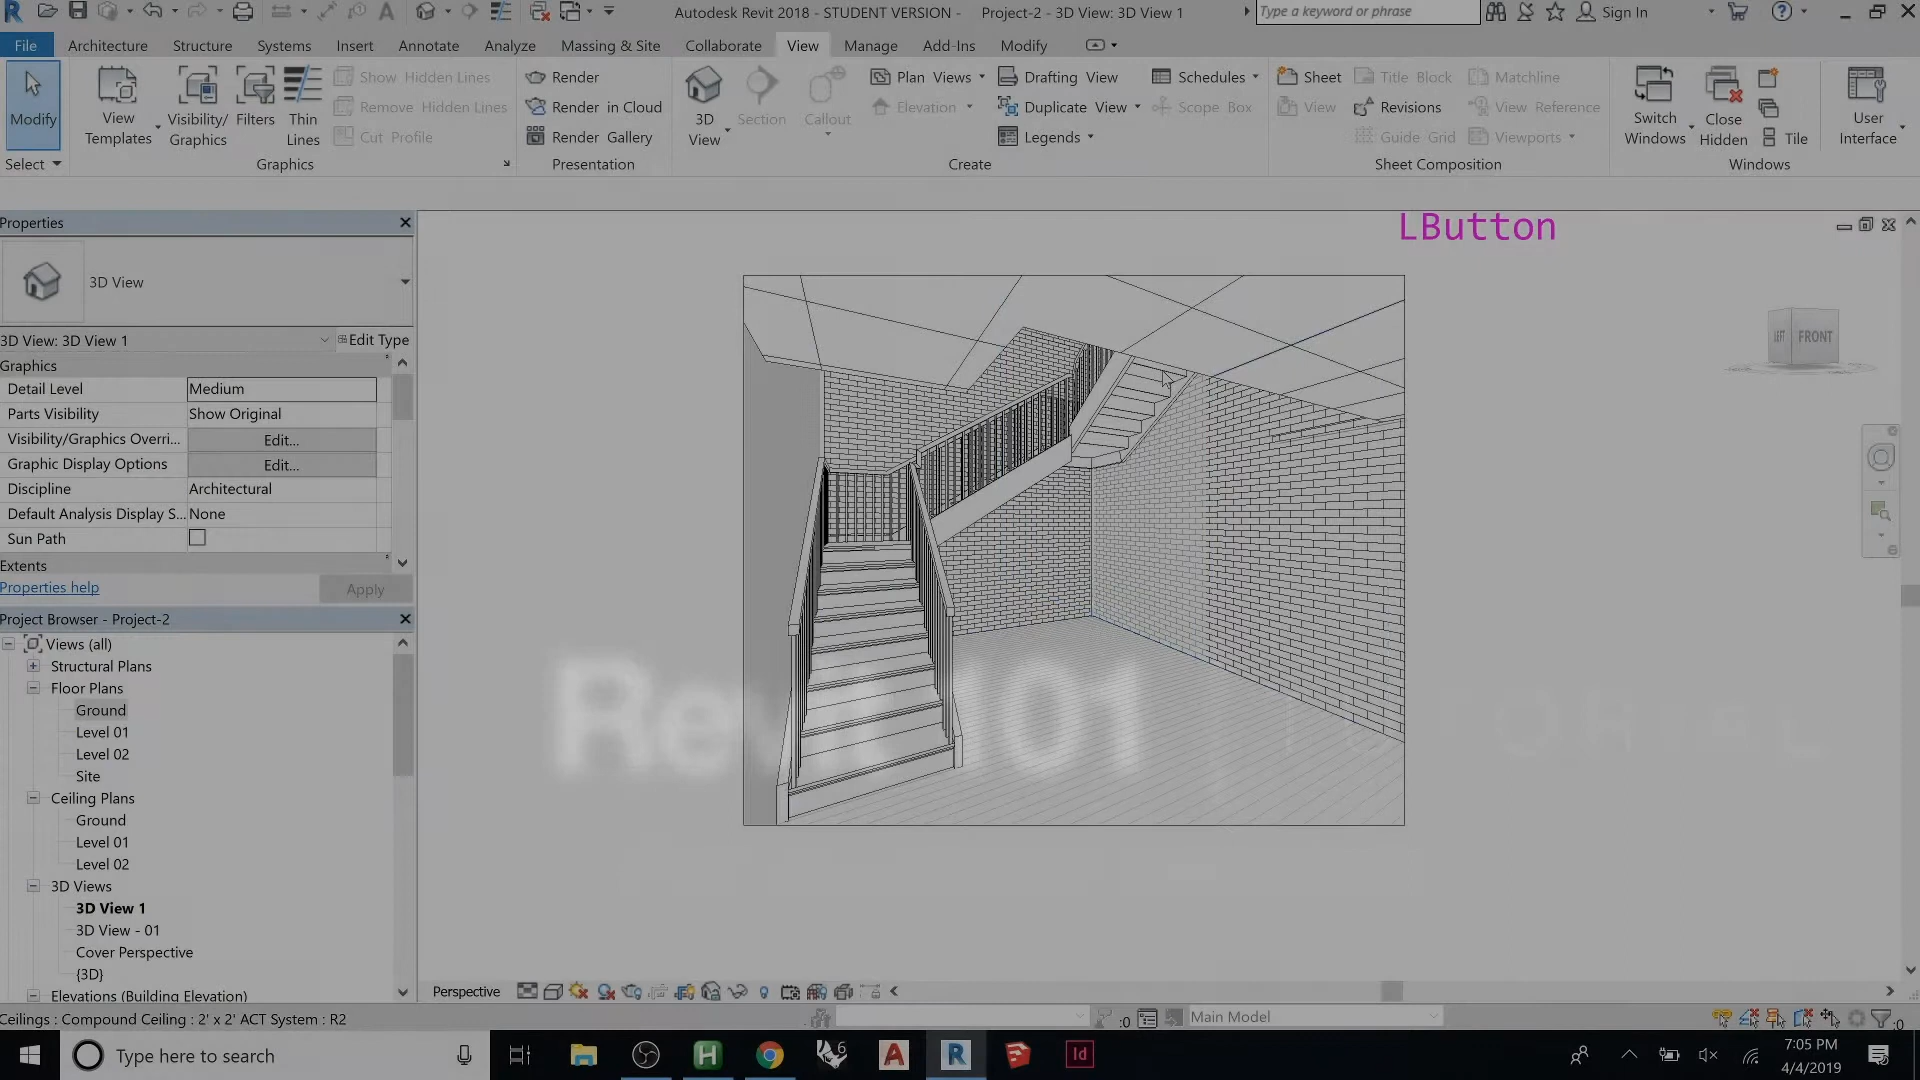 Autodesk Revit 2018 - STUDENT VERSION - Project-2 - 3D View: 3D View 1
Type a keyword or phrase
Sign In
File Architecture Structure Systems Insert Annotate Analyze Massing & Site Collaborate View Manage Add-Ins Modify
Modify
Select
View Templates
Visibility/ Graphics
Filters
Thin Lines
Show Hidden Lines
Remove Hidden Lines
Cut Profile
Graphics
Render
Render in Cloud
Render Gallery
Presentation
3D View
Section
Callout
Plan Views
Elevation
Drafting View
Duplicate View
Legends
Schedules
Scope Box
Create
Sheet
View
Title Block
Revisions
Guide Grid
Matchline
View Reference
Viewports
Sheet Composition
Switch Windows
Close Hidden
Tile
User Interface
Windows
Properties
3D View
3D View: 3D View 1
Edit Type
Graphics
Detail Level Medium
Parts Visibility Show Original
Visibility/Graphics Overri... Edit...
Graphic Display Options Edit...
Discipline Architectural
Default Analysis Display S... None
Sun Path
Extents
Properties help
Apply
Project Browser - Project-2
Views (all)
Structural Plans
Floor Plans
Ground
Level 01
Level 02
Site
Ceiling Plans
Ground
Level 01
Level 02
3D Views
3D View 1
3D View - 01
Cover Perspective
{3D}
Elevations (Building Elevation)
LButton
LEFT FRONT
101
Perspective
Ceilings : Compound Ceiling : 2' x 2' ACT System : R2
:0
Main Model
:0
Type here to search
7:05 PM
4/4/2019